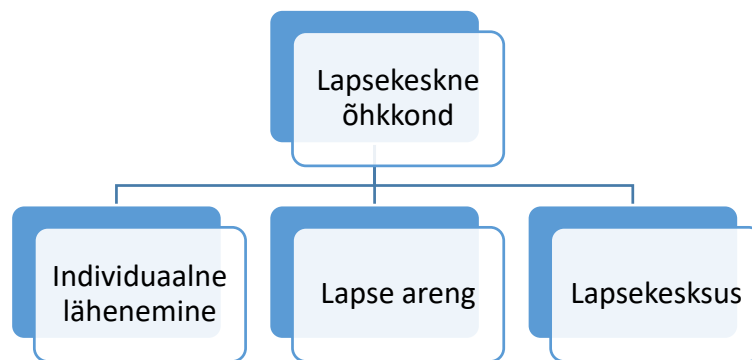 Lapsekeskne
õhkkond
Individuaalne
lähenemine
Lapse areng
Lapsekesksus